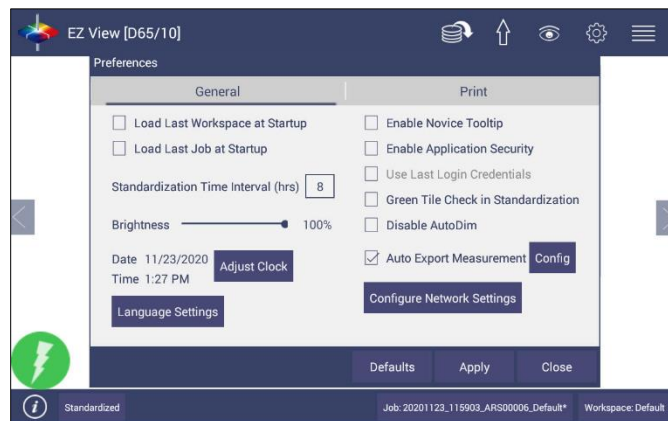 EZ View [D65/10]
Preferences
General
Print
Load Last Workspace at Startup
Load Last Job at Startup
Standardization Time Interval (hrs) 8
Brightness 100%
Date 11/23/2020
Time 1:27 PM
Adjust Clock
Language Settings
Enable Novice Tooltip
Enable Application Security
Use Last Login Credentials
Green Tile Check in Standardization
Disable AutoDim
Auto Export Measurement Config
Configure Network Settings
Defaults Apply Close
i Standardized Job: 20201123_115903_ARS00006_Default* Workspace: Default